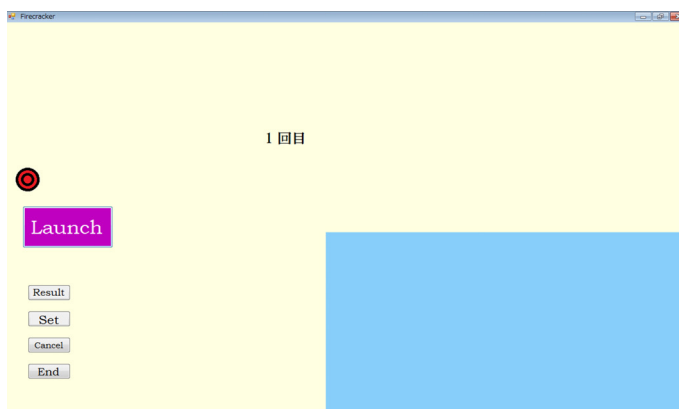 Firecracker
1 回目
Launch
Result
Set
Cancel
End